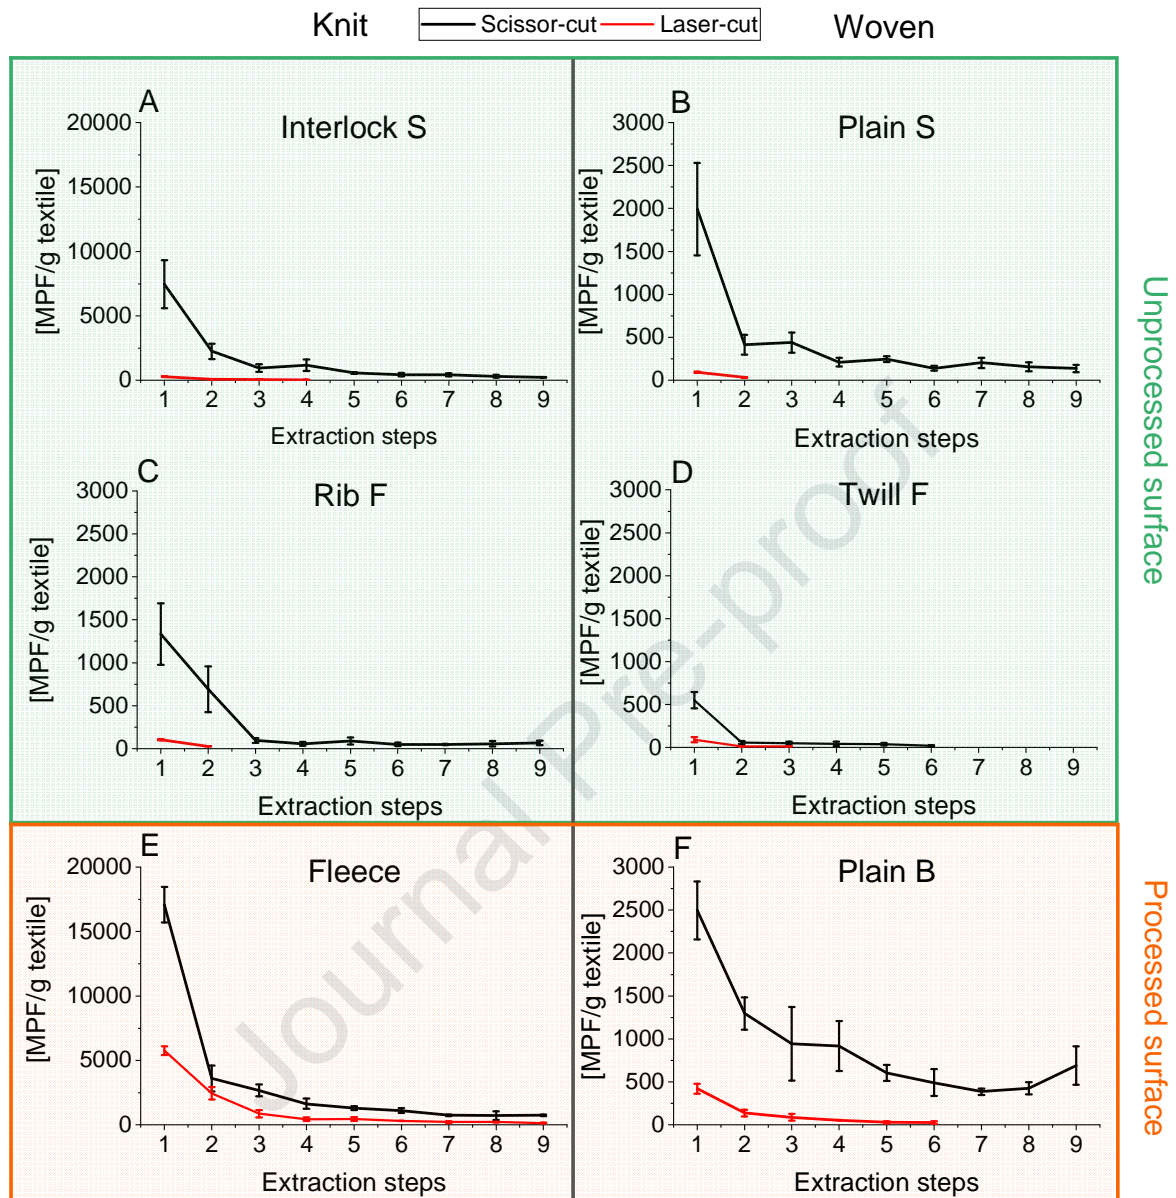 Knit
Scissor-cut
Laser-cut
Woven
A
Interlock S
[MPF/g textile]
20000
15000
10000
5000
0
1 2 3 4 5 6 7 8 9
Extraction steps
B
Plain S
[MPF/g textile]
3000
2500
2000
1500
1000
500
0
1 2 3 4 5 6 7 8 9
Extraction steps
C
Rib F
[MPF/g textile]
3000
2500
2000
1500
1000
500
0
1 2 3 4 5 6 7 8 9
Extraction steps
D
Twill F
[MPF/g textile]
3000
2500
2000
1500
1000
500
0
1 2 3 4 5 6 7 8 9
Extraction steps
Unprocessed surface
E
Fleece
[MPF/g textile]
20000
15000
10000
5000
0
1 2 3 4 5 6 7 8 9
Extraction steps
F
Plain B
[MPF/g textile]
3000
2500
2000
1500
1000
500
0
1 2 3 4 5 6 7 8 9
Extraction steps
Processed surface
Journal Pre-proof